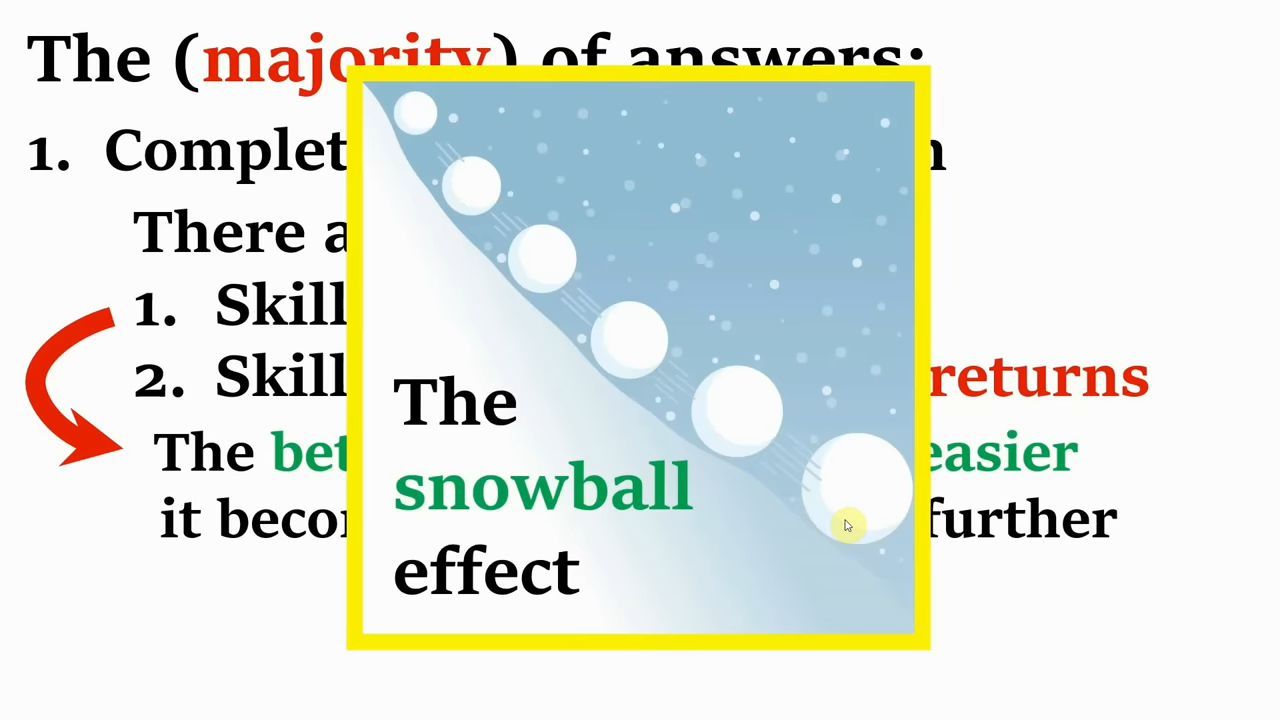 The (majority) of answers:
1. Complet
There a
1. Skill
2. Skill returns
The bet easier
it becor further
The
snowball
effect